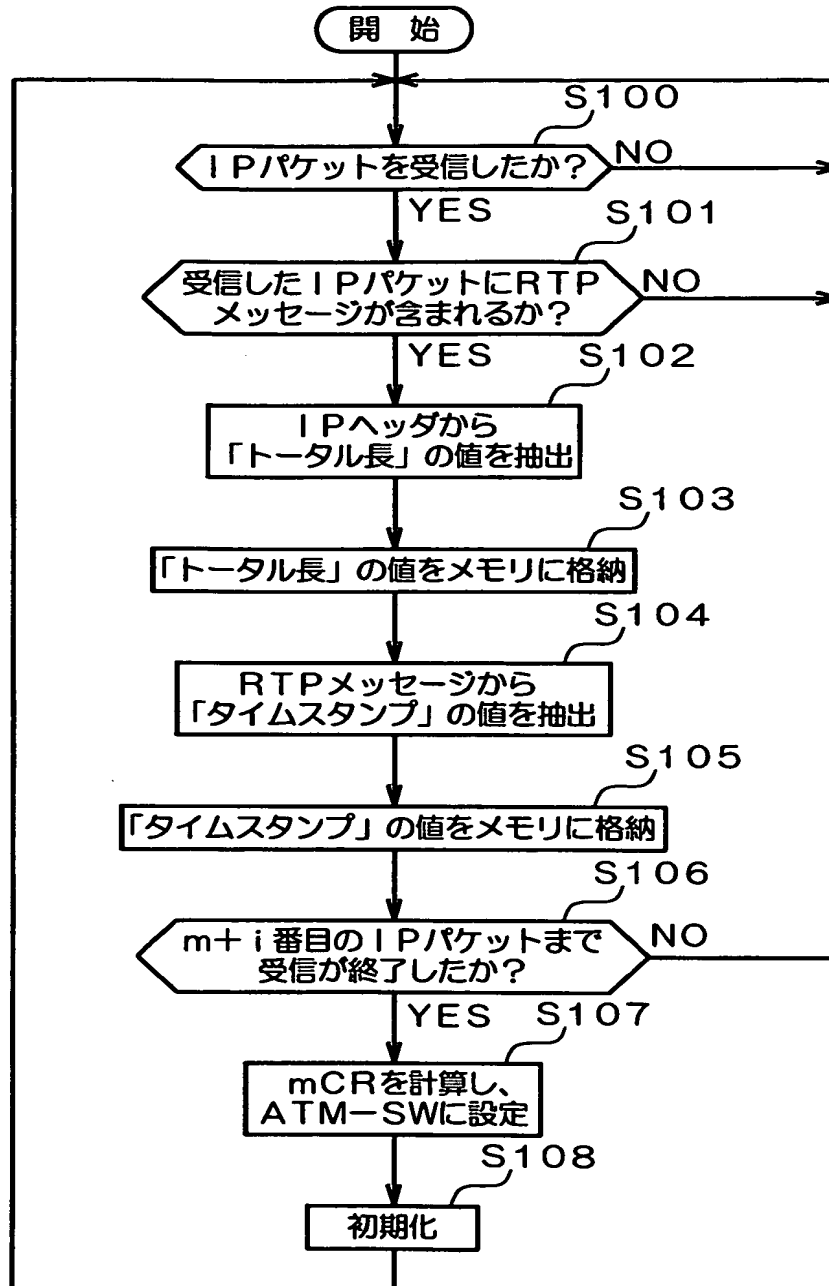 開 始
S100
IPパケットを受信したか?
NO
YES
S101
受信したIPパケットにRTP
メッセージが含まれるか?
NO
YES
S102
IPヘッダから
「トータル長」の値を抽出
S103
「トータル長」の値をメモリに格納
S104
RTPメッセージから
「タイムスタンプ」の値を抽出
S105
「タイムスタンプ」の値をメモリに格納
S106
m+i番目のIPパケットまで
受信が終了したか?
NO
YES
S107
mCRを計算し、
ATM-SWに設定
S108
初期化